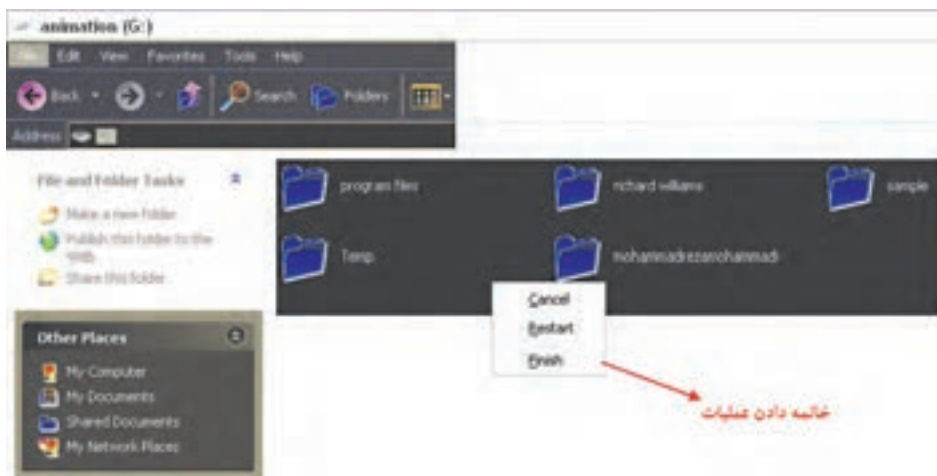 animation (G:)
File Edit View Favorites Tools Help
Back Search Folders
Address
File and Folder Tasks
Make a new folder
Publish this folder to the
Web
Share this folder
Other Places
My Computer
My Documents
Shared Documents
My Network Places
program files richard williams sample
Temp mohammadrezamohammadi
Cancel
Restart
Finish
خاتمه دادن عملیات